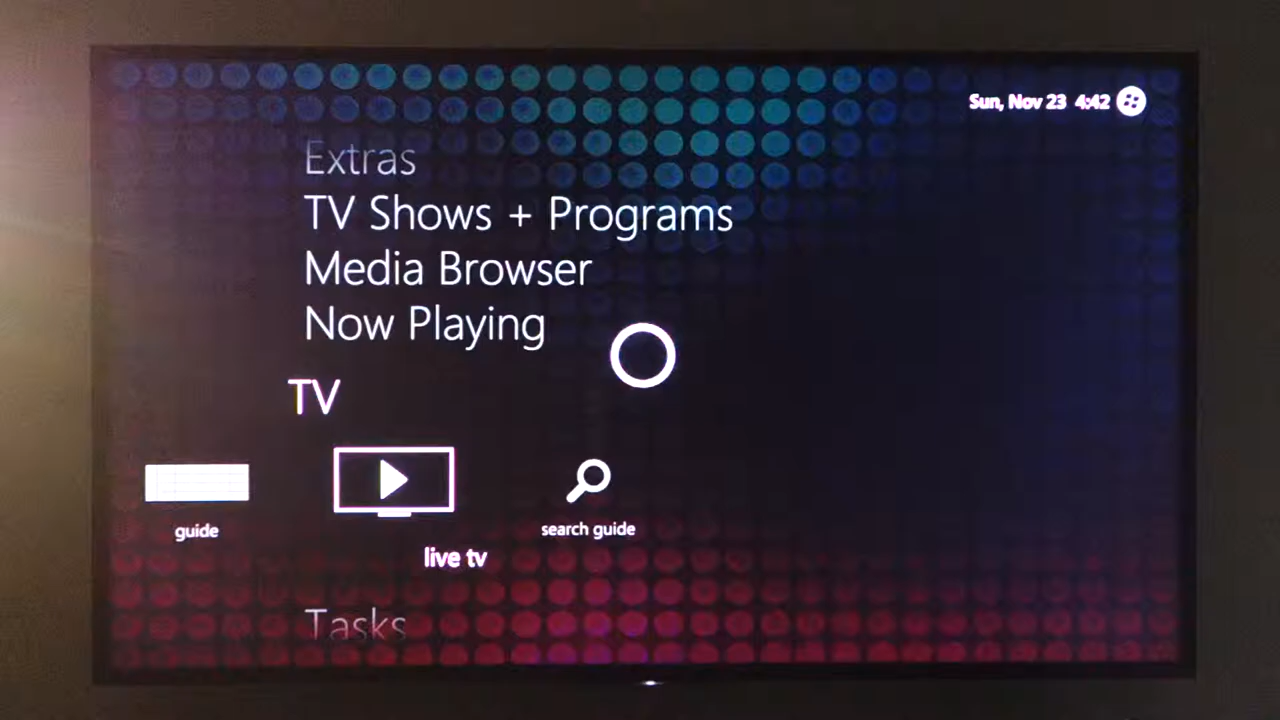 Sun, Nov 23 4:42
Extras
TV Shows + Programs
Media Browser
Now Playing
TV
guide
live tv
search guide
Tasks